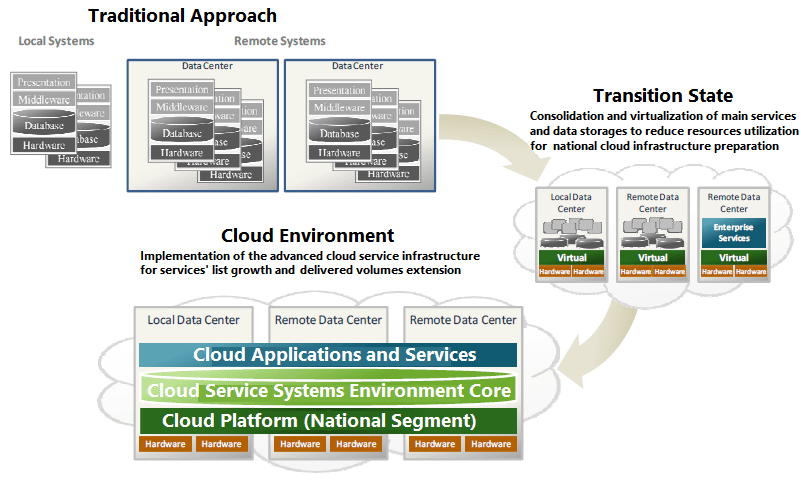 Traditional Approach
Local Systems
Remote Systems
Presentation
Middleware
Database
Hardware
Hardware
Data Center
Presentation
Middleware
Database
Hardware
Hardware
Data Center
Presentation
Middleware
Database
Hardware
Hardware
Transition State
Consolidation and virtualization of main services
and data storages to reduce resources utilization
for national cloud infrastructure preparation
Local Data
Center
Virtual
Hardware Hardware
Remote Data
Center
Virtual
Hardware Hardware
Remote Data
Center
Enterprise
Services
Virtual
Hardware Hardware
Cloud Environment
Implementation of the advanced cloud service infrastructure
for services' list growth and delivered volumes extension
Local Data Center
Remote Data Center
Remote Data Center
Cloud Applications and Services
Cloud Service Systems Environment Core
Cloud Platform (National Segment)
Hardware Hardware Hardware Hardware Hardware Hardware